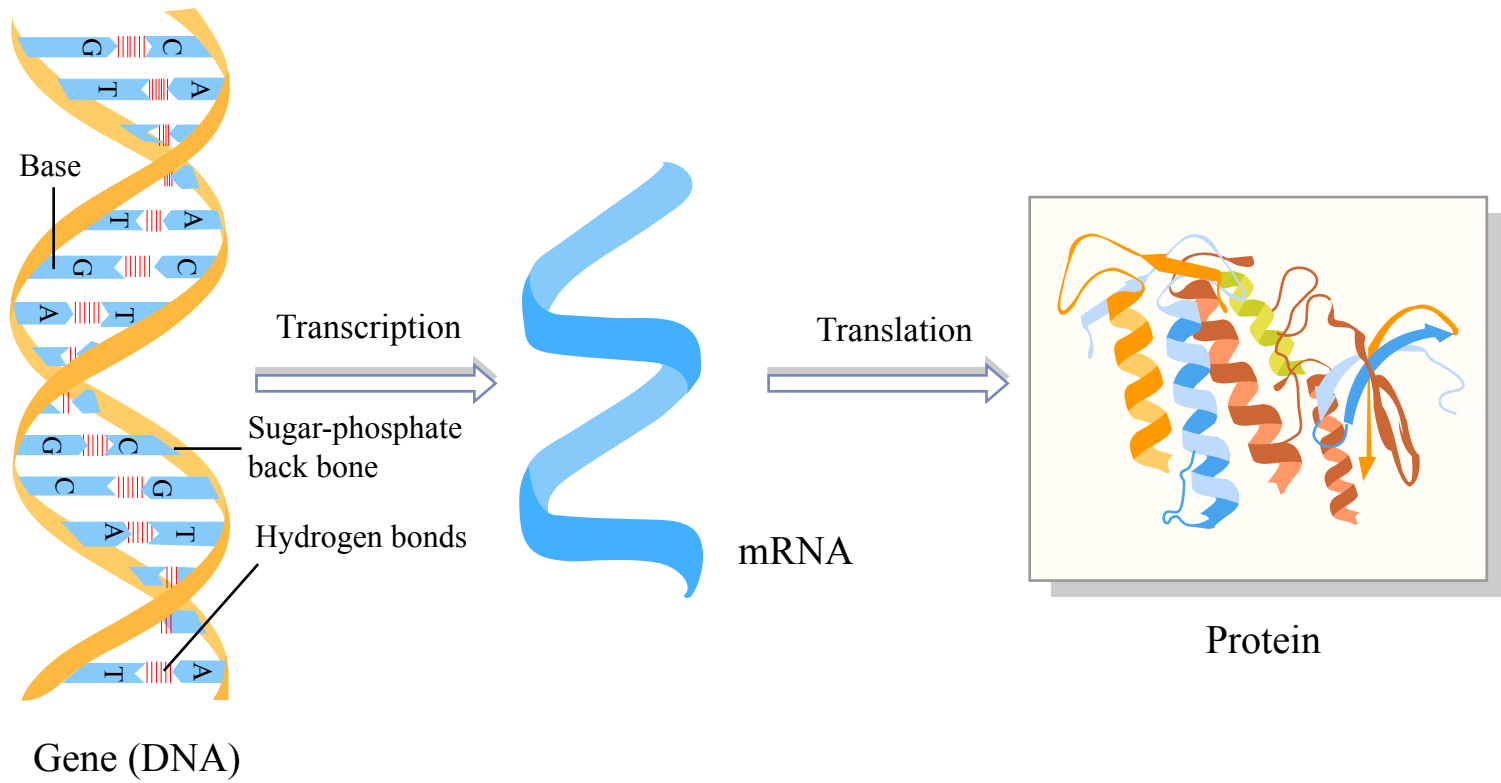 G C
T A
Base
T A
G C
A T
Transcription
Translation
G C
Sugar-phosphate
back bone
C G
A T
Hydrogen bonds
mRNA
T A
Protein
Gene (DNA)